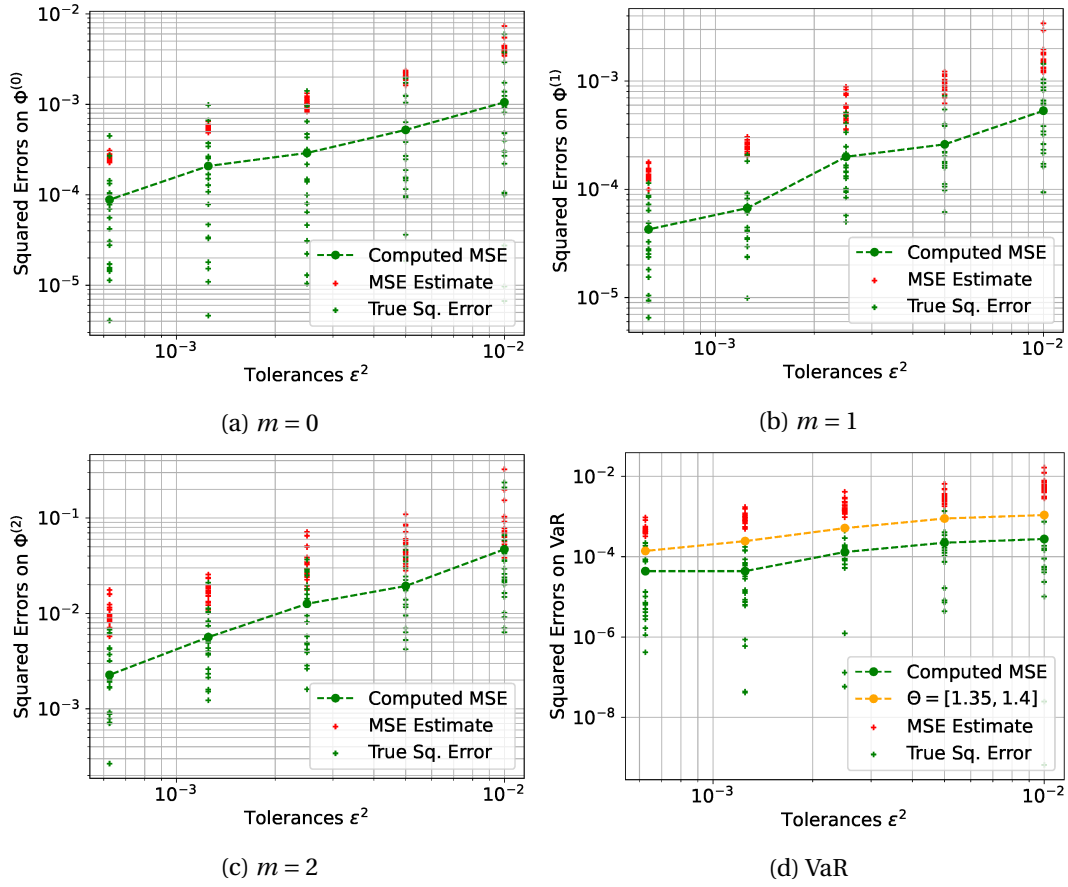 Squared Errors on Φ^(0)
10^-2
10^-3
10^-4
10^-5
10^-3
10^-2
Tolerances ε^2
Computed MSE
MSE Estimate
True Sq. Error
(a) m = 0
Squared Errors on Φ^(1)
10^-3
10^-4
10^-5
10^-3
10^-2
Tolerances ε^2
Computed MSE
MSE Estimate
True Sq. Error
(b) m = 1
Squared Errors on Φ^(2)
10^-1
10^-2
10^-3
10^-3
10^-2
Tolerances ε^2
Computed MSE
MSE Estimate
True Sq. Error
(c) m = 2
Squared Errors on VaR
10^-2
10^-4
10^-6
10^-8
10^-3
10^-2
Tolerances ε^2
Computed MSE
Θ = [1.35, 1.4]
MSE Estimate
True Sq. Error
(d) VaR